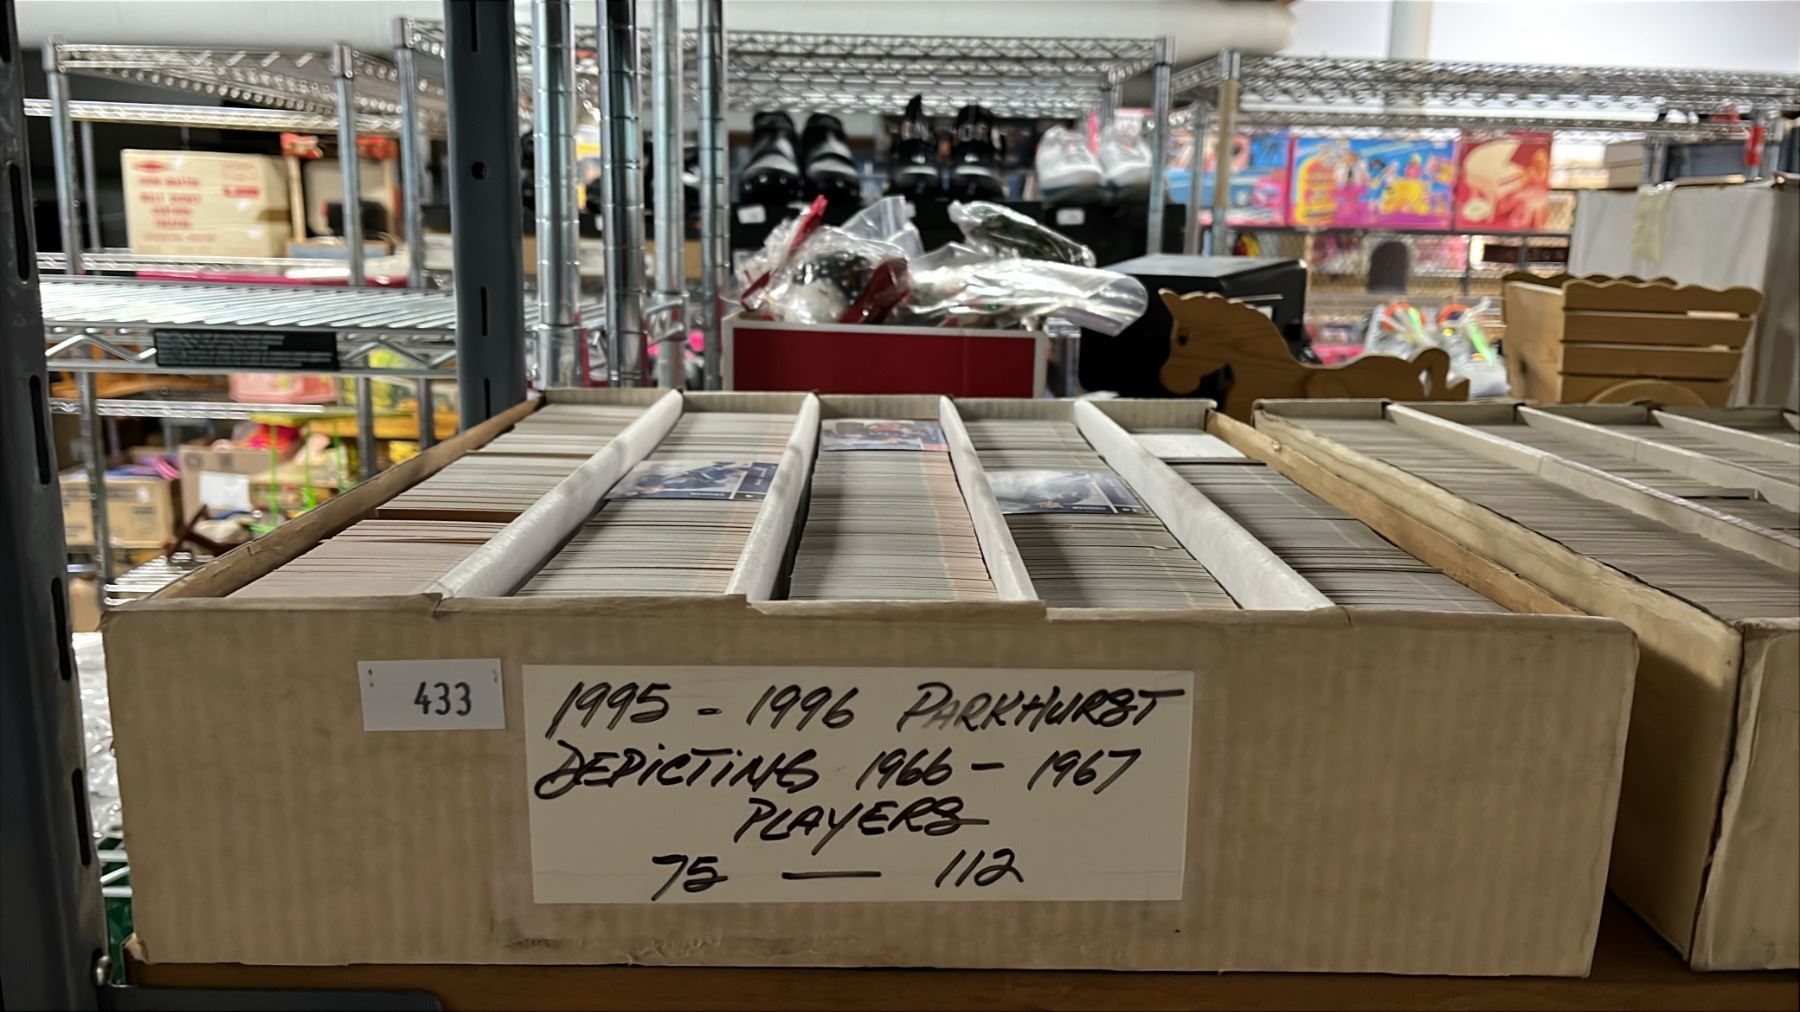 433
1995 - 1996 PARKHURST
DEPICTING 1966 - 1967
PLAYERS
75 — 112